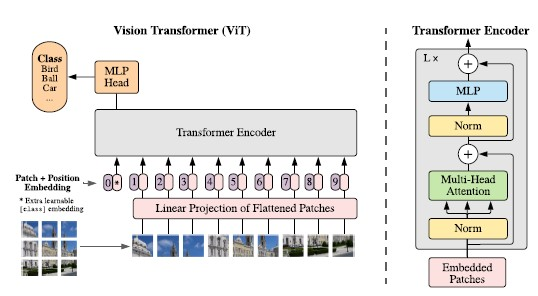 Vision Transformer (ViT)
Class
Bird
Ball
Car
...
MLP
Head
Transformer Encoder
Patch + Position
Embedding
0 * 1 2 3 4 5 6 7 8 9
* Extra learnable
[class] embedding
Linear Projection of Flattened Patches
Transformer Encoder
L x
+
MLP
Norm
+
Multi-Head
Attention
Norm
Embedded
Patches